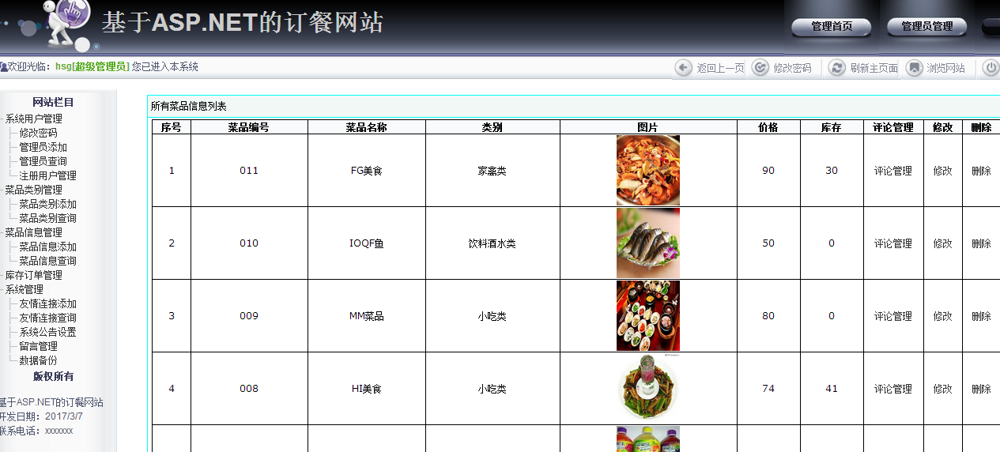 基于ASP.NET的订餐网站
管理首页 管理员管理
欢迎光临：hsg[超级管理员] 您已进入本系统
返回上一页 修改密码 刷新主页面 浏览网站
网站栏目
系统用户管理
修改密码
管理员添加
管理员查询
注册用户管理
菜品类别管理
菜品类别添加
菜品类别查询
菜品信息管理
菜品信息添加
菜品信息查询
库存订单管理
系统管理
友情连接添加
友情连接查询
系统公告设置
留言管理
数据备份
版权所有
基于ASP.NET的订餐网站
开发日期：2017/3/7
联系电话：xxxxxxx
所有菜品信息列表
序号 菜品编号 菜品名称 类别 图片 价格 库存 评论管理 修改 删除
1 011 FG美食 家禽类 90 30 评论管理 修改 删除
2 010 IOQF鱼 饮料酒水类 50 0 评论管理 修改 删除
3 009 MM菜品 小吃类 80 0 评论管理 修改 删除
4 008 HI美食 小吃类 74 41 评论管理 修改 删除